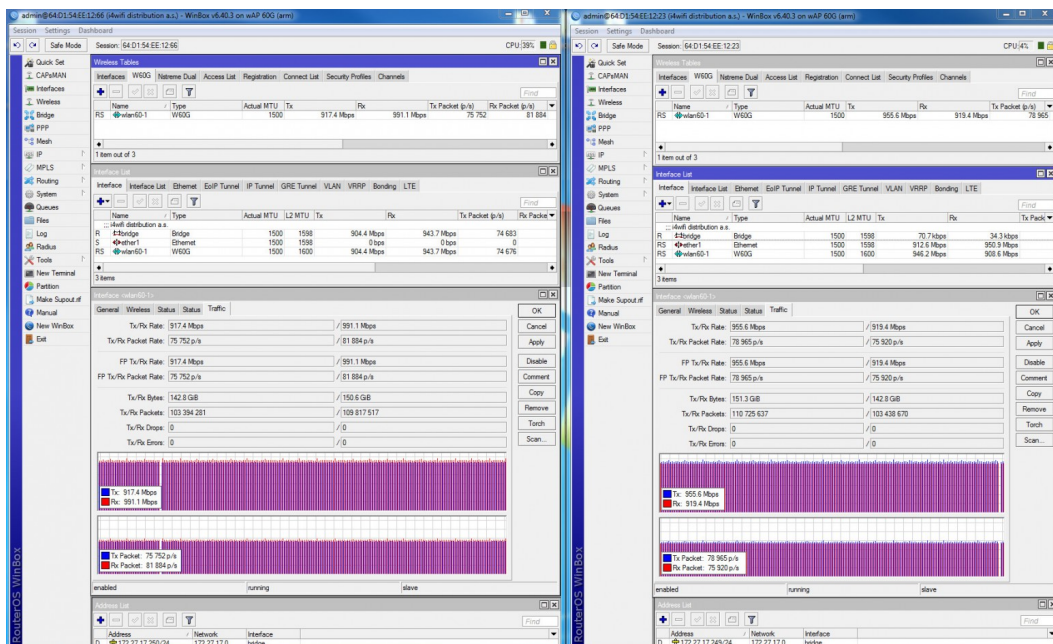 admin@64:D1:54:EE:12:66 (i4wifi distribution a.s.) - WinBox v6.40.3 on wAP 60G (arm)
Session Settings Dashboard
Safe Mode Session: 64:D1:54:EE:12:66 CPU: 39%
Quick Set
CAPsMAN
Interfaces
Wireless
Bridge
PPP
Mesh
IP
MPLS
Routing
System
Queues
Files
Log
Radius
Tools
New Terminal
Partition
Make Supout.rif
Manual
New WinBox
Exit
RouterOS WinBox
Wireless Tables
Interfaces W60G Nstreme Dual Access List Registration Connect List Security Profiles Channels
Find
Name Type Actual MTU Tx Rx Tx Packet (p/s) Rx Packet (p/s)
RS wlan60-1 W60G 1500 917.4 Mbps 991.1 Mbps 75 752 81 884
1 item out of 3
Interface List
Interface Interface List Ethernet EoIP Tunnel IP Tunnel GRE Tunnel VLAN VRRP Bonding LTE
Find
Name Type Actual MTU L2 MTU Tx Rx Tx Packet (p/s) Rx Packe
;;; i4wifi distribution a.s.
R bridge Bridge 1500 1598 904.4 Mbps 943.7 Mbps 74 683
S ether1 Ethernet 1500 1598 0 bps 0 bps 0
RS wlan60-1 W60G 1500 1600 904.4 Mbps 943.7 Mbps 74 676
3 items
Interface <wlan60-1>
General Wireless Status Status Traffic
OK
Cancel
Apply
Disable
Comment
Copy
Remove
Torch
Scan...
Tx/Rx Rate: 917.4 Mbps / 991.1 Mbps
Tx/Rx Packet Rate: 75 752 p/s / 81 884 p/s
FP Tx/Rx Rate: 917.4 Mbps / 991.1 Mbps
FP Tx/Rx Packet Rate: 75 752 p/s / 81 884 p/s
Tx/Rx Bytes: 142.8 GiB / 150.6 GiB
Tx/Rx Packets: 103 394 281 / 109 817 517
Tx/Rx Drops: 0 / 0
Tx/Rx Errors: 0 / 0
Tx: 917.4 Mbps
Rx: 991.1 Mbps
Tx Packet: 75 752 p/s
Rx Packet: 81 884 p/s
enabled running slave
Address List
Find
Address Network Interface
D 172.27.17.250/24 172.27.17.0 bridge
admin@64:D1:54:EE:12:23 (i4wifi distribution a.s.) - WinBox v6.40.3 on wAP 60G (arm)
Session Settings Dashboard
Safe Mode Session: 64:D1:54:EE:12:23 CPU: 4%
Quick Set
CAPsMAN
Interfaces
Wireless
Bridge
PPP
Mesh
IP
MPLS
Routing
System
Queues
Files
Log
Radius
Tools
New Terminal
Partition
Make Supout.rif
Manual
New WinBox
Exit
RouterOS WinBox
Wireless Tables
Interfaces W60G Nstreme Dual Access List Registration Connect List Security Profiles Channels
Find
Name Type Actual MTU Tx Rx Tx Packet (p/s)
RS wlan60-1 W60G 1500 955.6 Mbps 919.4 Mbps 78 965
1 item out of 3
Interface List
Interface Interface List Ethernet EoIP Tunnel IP Tunnel GRE Tunnel VLAN VRRP Bonding LTE
Find
Name Type Actual MTU L2 MTU Tx Rx Tx Pack
;;; i4wifi distribution a.s.
R bridge Bridge 1500 1598 70.7 kbps 34.3 kbps
RS ether1 Ethernet 1500 1598 912.6 Mbps 950.9 Mbps
RS wlan60-1 W60G 1500 1600 946.2 Mbps 908.6 Mbps
3 items
Interface <wlan60-1>
General Wireless Status Status Traffic
OK
Cancel
Apply
Disable
Comment
Copy
Remove
Torch
Scan...
Tx/Rx Rate: 955.6 Mbps / 919.4 Mbps
Tx/Rx Packet Rate: 78 965 p/s / 75 920 p/s
FP Tx/Rx Rate: 955.6 Mbps / 919.4 Mbps
FP Tx/Rx Packet Rate: 78 965 p/s / 75 920 p/s
Tx/Rx Bytes: 151.3 GiB / 142.8 GiB
Tx/Rx Packets: 110 725 637 / 103 438 670
Tx/Rx Drops: 0 / 0
Tx/Rx Errors: 0 / 0
Tx: 955.6 Mbps
Rx: 919.4 Mbps
Tx Packet: 78 965 p/s
Rx Packet: 75 920 p/s
enabled running slave
Address List
Find
Address Network Interface
D 172.27.17.249/24 172.27.17.0 bridge